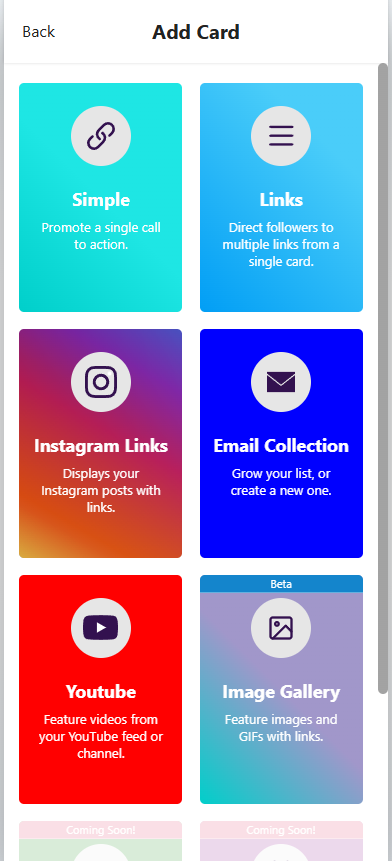 Back
Add Card
Simple
Promote a single call
to action.
Links
Direct followers to
multiple links from a
single card.
Instagram Links
Displays your
Instagram posts with
links.
Email Collection
Grow your list, or
create a new one.
Youtube
Feature videos from
your YouTube feed or
channel.
Beta
Image Gallery
Feature images and
GIFs with links.
Coming Soon!
Coming Soon!